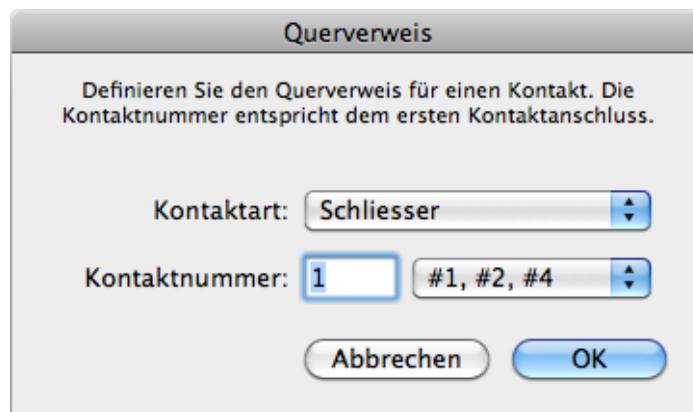 Querverweis
Definieren Sie den Querverweis für einen Kontakt. Die
Kontaktnummer entspricht dem ersten Kontaktanschluss.
Kontaktart: Schliesser
Kontaktnummer: 1 #1, #2, #4
Abbrechen OK